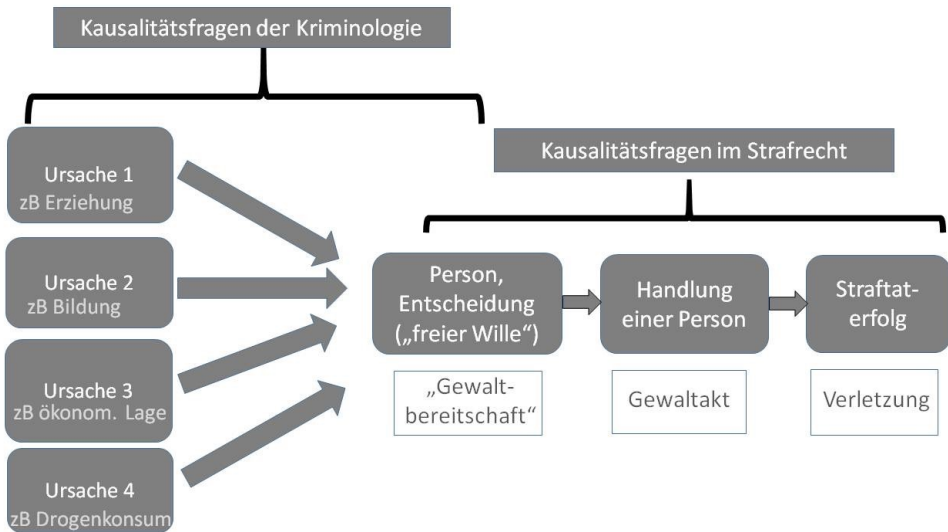 Kausalitätsfragen der Kriminologie
Kausalitätsfragen im Strafrecht
Ursache 1
zB Erziehung
Ursache 2
zB Bildung
Ursache 3
zB ökonom. Lage
Ursache 4
zB Drogenkonsum
Person,
Entscheidung
(„freier Wille“)
Handlung
einer Person
Straftat-
erfolg
„Gewalt-
bereitschaft“
Gewaltakt
Verletzung